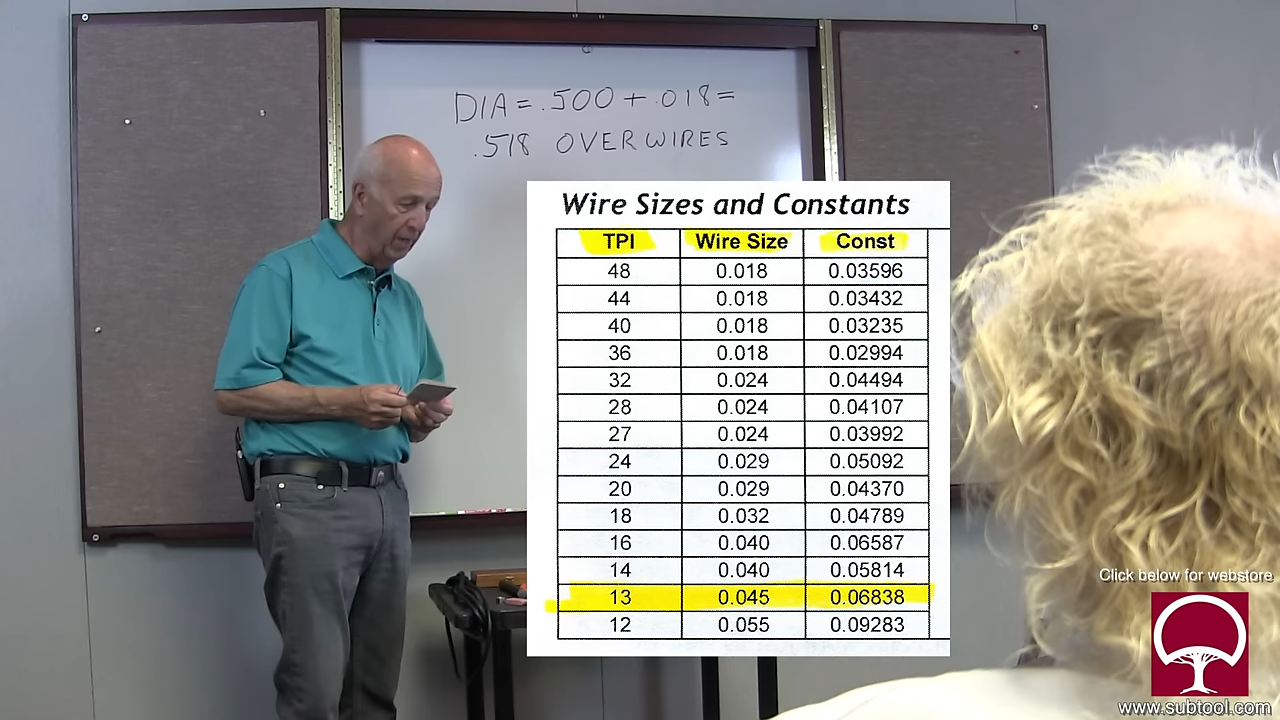 DIA = .500 + .018 =
.518 OVER WIRES
Wire Sizes and Constants
TPI Wire Size Const
48 0.018 0.03596
44 0.018 0.03432
40 0.018 0.03235
36 0.018 0.02994
32 0.024 0.04494
28 0.024 0.04107
27 0.024 0.03992
24 0.029 0.05092
20 0.029 0.04370
18 0.032 0.04789
16 0.040 0.06587
14 0.040 0.05814
13 0.045 0.06838
12 0.055 0.09283
Click below for webstore
www.subtool.com